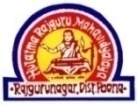 Hutatma Rajguru Mahavidyalaya
• Rajgurunagar, Dist. Poona •